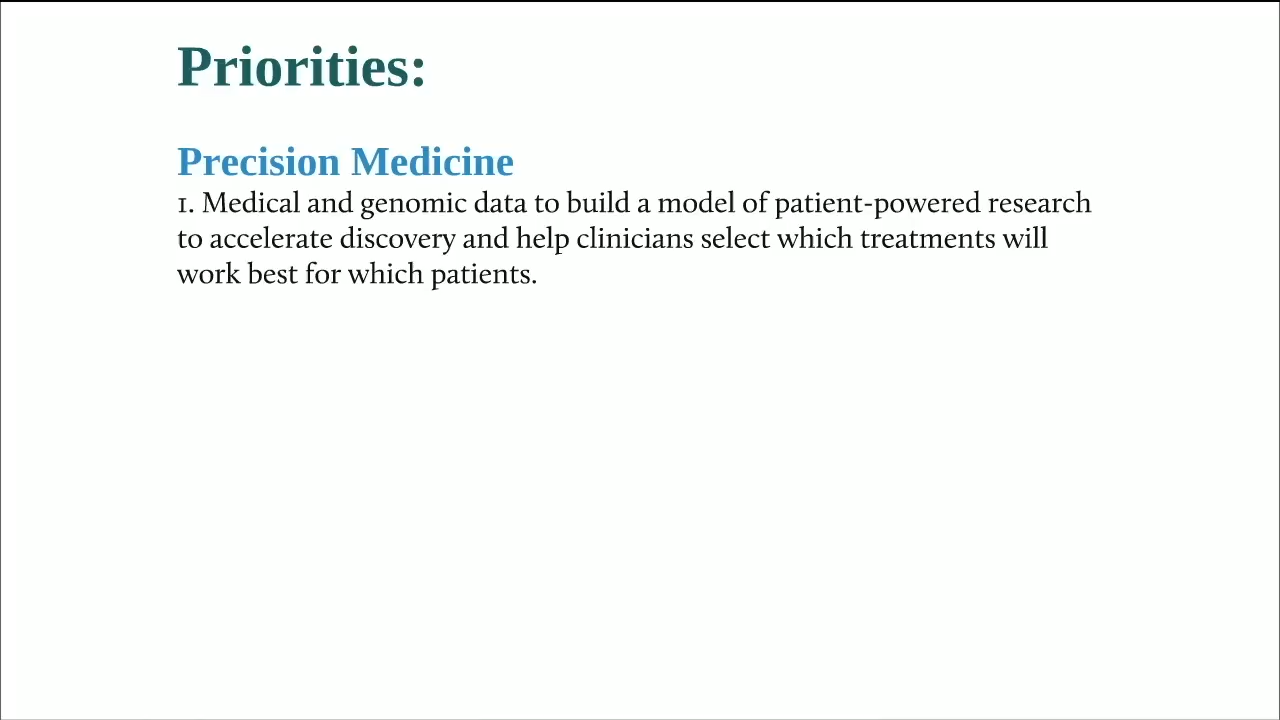 Priorities:
Precision Medicine
1. Medical and genomic data to build a model of patient-powered research
to accelerate discovery and help clinicians select which treatments will
work best for which patients.